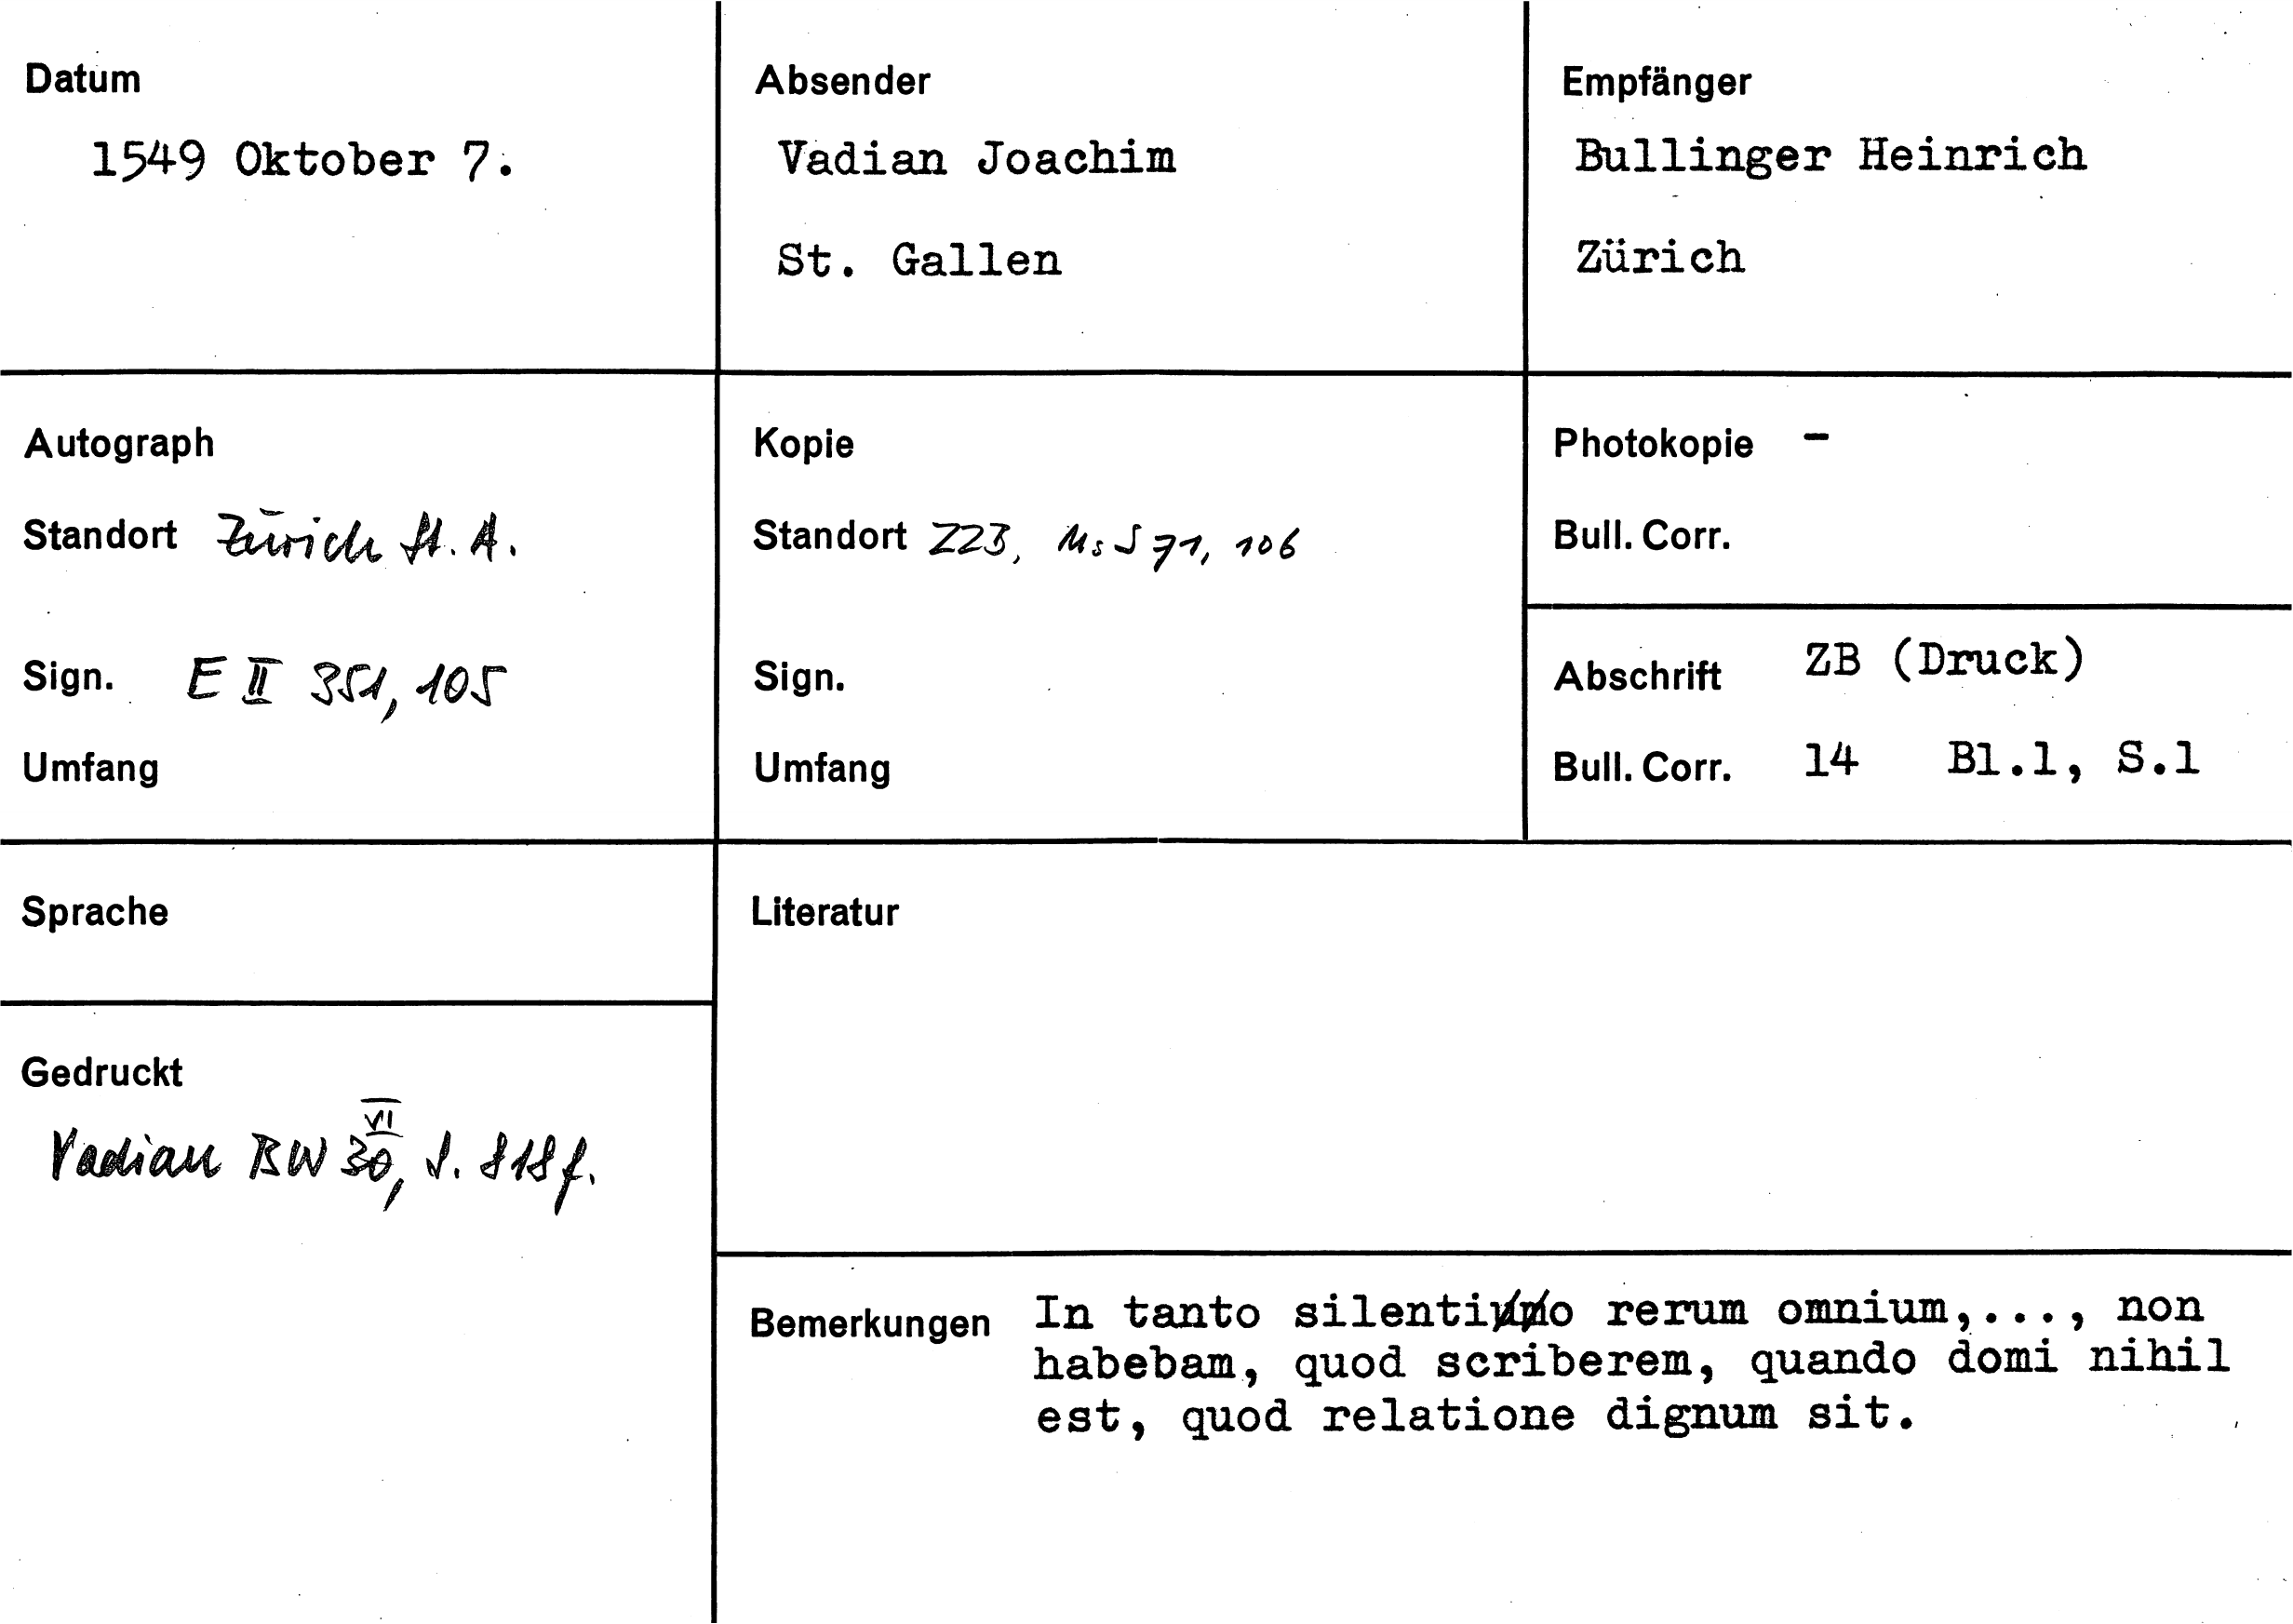 Datum
1549 Oktober 7.
Absender
Vadian Joachim
St. Gallen
Empfänger
Bullinger Heinrich
Zürich
Autograph
Standort Zürich St. A.
Sign. E II 351, 105
Umfang
Kopie
Standort ZZB, Ms S 71, 106
Sign.
Umfang
Photokopie -
Bull. Corr.
Abschrift ZB (Druck)
Bull. Corr. 14 Bl.1, S.1
Sprache
Gedruckt
VI
Vadian BW 30, S. 818 f.
Literatur
Bemerkungen In tanto silentio rerum omnium,..., non
habebam, quod scriberem, quando domi nihil
est, quod relatione dignum sit.